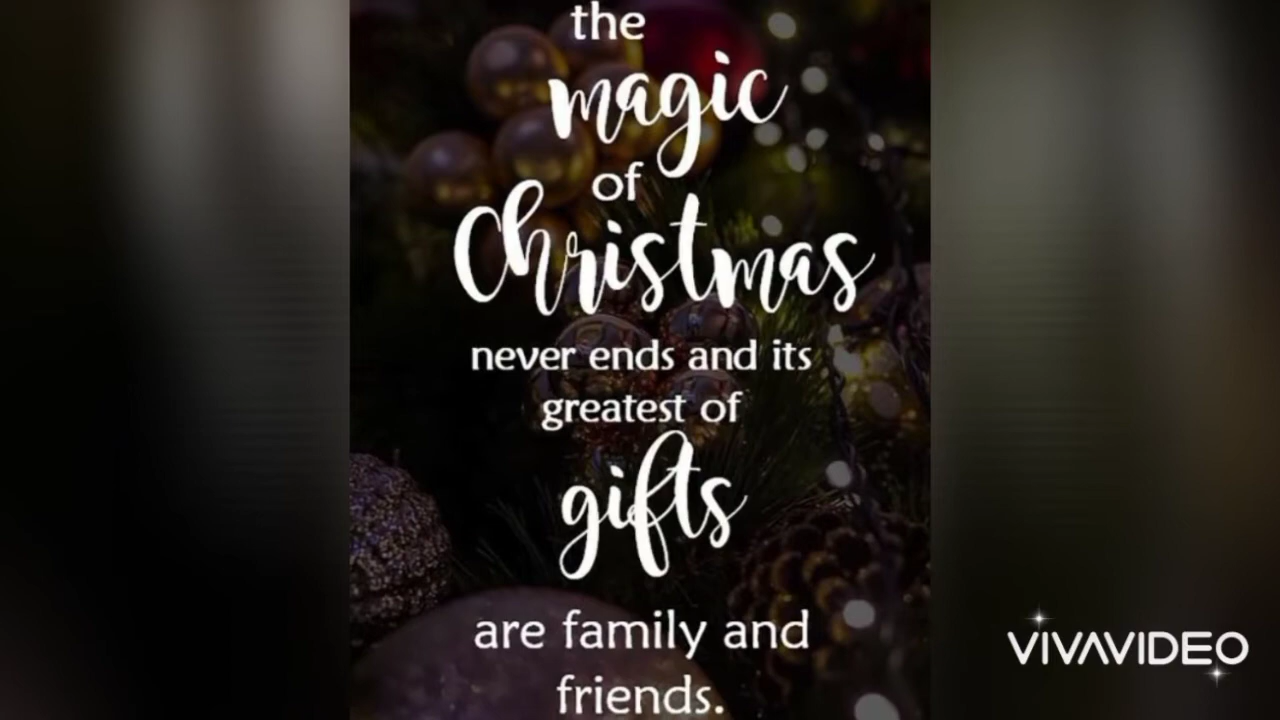 the
magic
of
Christmas
never ends and its
greatest of
gifts
are family and
friends.
VIVAVIDEO